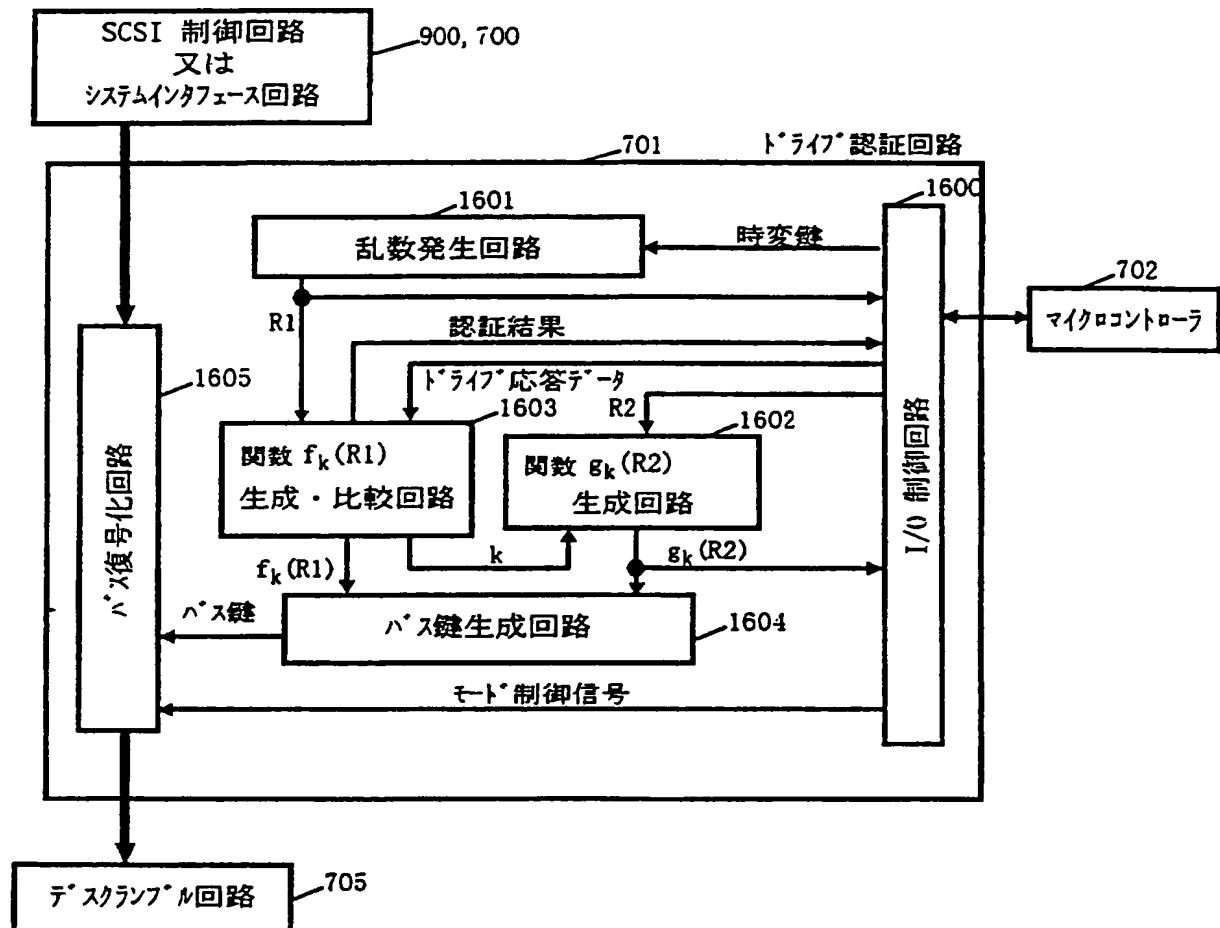 SCSI 制御回路
又は
システムインタフェース回路
900, 700
701
ドライブ認証回路
1600
1601
乱数発生回路
時変鍵
702
マイクロコントローラ
R1
認証結果
1605
ドライブ応答データ
1603
R2
1602
関数 fk(R1)
生成・比較回路
関数 gk(R2)
生成回路
I/O 制御回路
バス復号化回路
fk(R1)
k
gk(R2)
バス鍵
バス鍵生成回路
1604
モード制御信号
デスクランブル回路
705